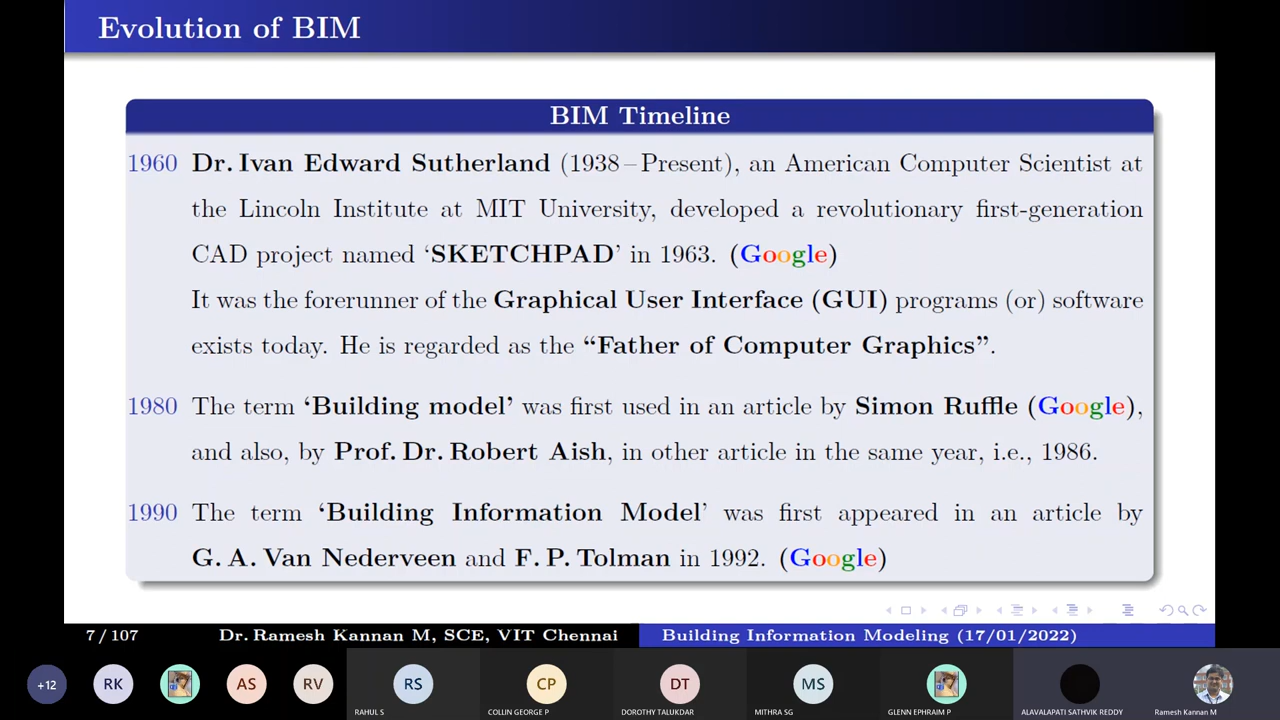 Evolution of BIM
BIM Timeline
1960 Dr. Ivan Edward Sutherland (1938–Present), an American Computer Scientist at
the Lincoln Institute at MIT University, developed a revolutionary first-generation
CAD project named ‘SKETCHPAD’ in 1963. (Google)
It was the forerunner of the Graphical User Interface (GUI) programs (or) software
exists today. He is regarded as the “Father of Computer Graphics”.
1980 The term ‘Building model’ was first used in an article by Simon Ruffle (Google),
and also, by Prof. Dr. Robert Aish, in other article in the same year, i.e., 1986.
1990 The term ‘Building Information Model’ was first appeared in an article by
G. A. Van Nederveen and F. P. Tolman in 1992. (Google)
7 / 107 Dr. Ramesh Kannan M, SCE, VIT Chennai Building Information Modeling (17/01/2022)
+12 RK AS RV RS CP DT MS
RAHUL S COLLIN GEORGE P DOROTHY TALUKDAR MITHRA SG GLENN EPHRAIM P ALAVALAPATI SATHVIK REDDY Ramesh Kannan M